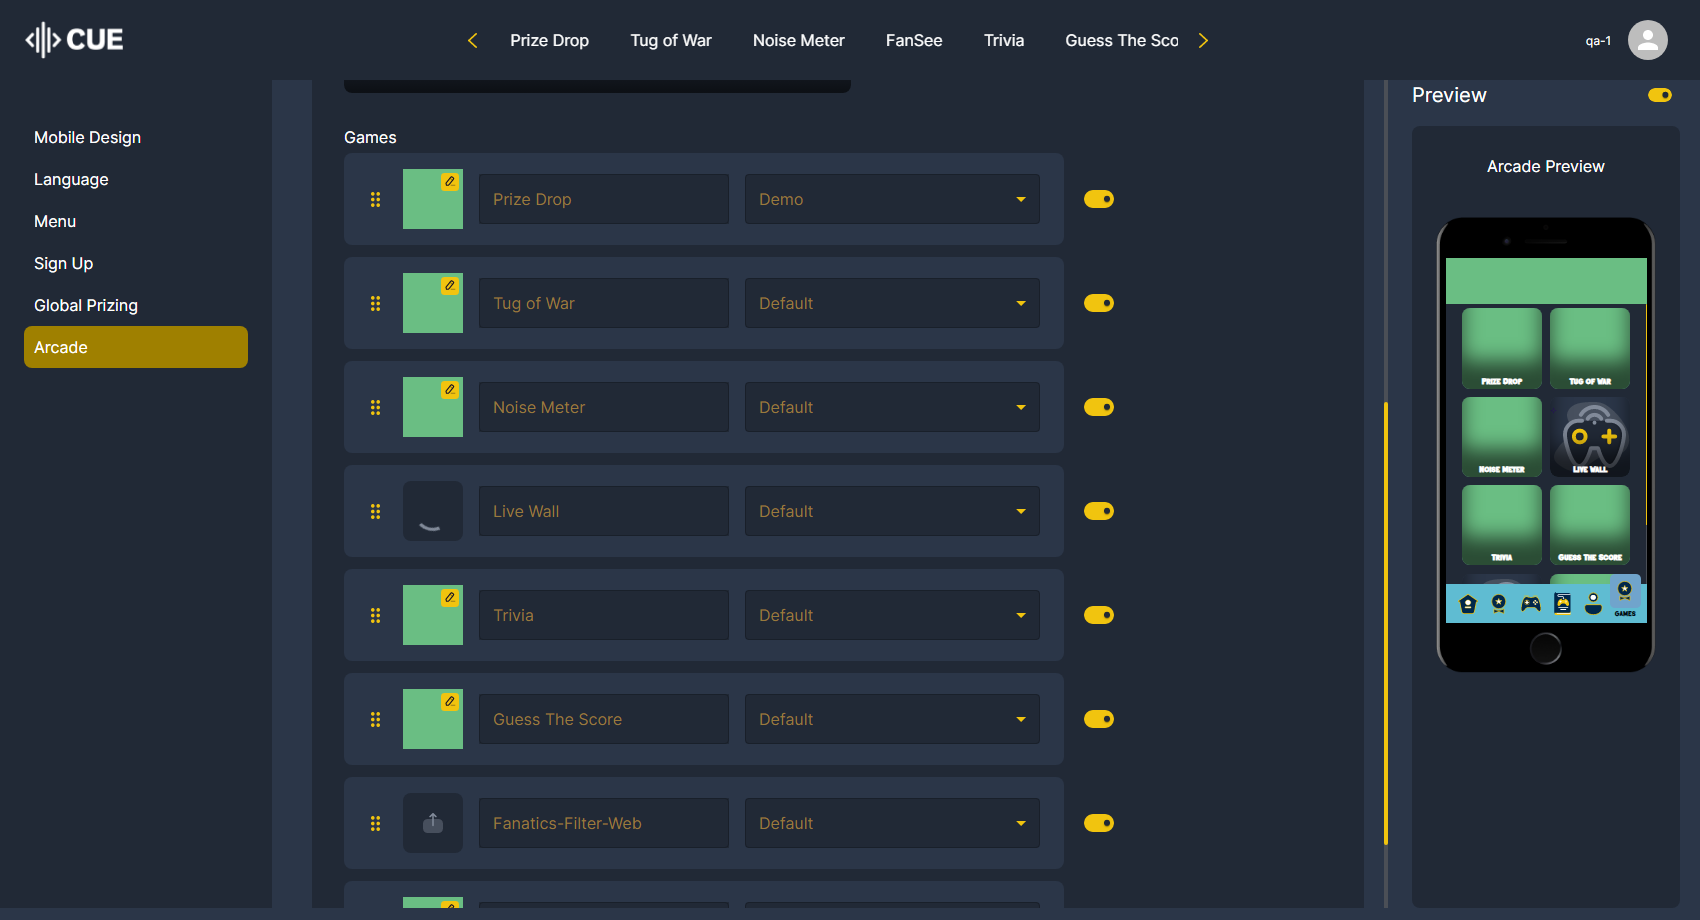 CUE
Prize Drop
Tug of War
Noise Meter
FanSee
Trivia
Guess The Sco
qa-1
Mobile Design
Language
Menu
Sign Up
Global Prizing
Arcade
Games
Prize Drop
Demo
Tug of War
Default
Noise Meter
Default
Live Wall
Default
Trivia
Default
Guess The Score
Default
Fanatics-Filter-Web
Default
Preview
Arcade Preview
Prize Drop
Tug of War
Noise Meter
Live Wall
Trivia
Guess The Score
GAMES